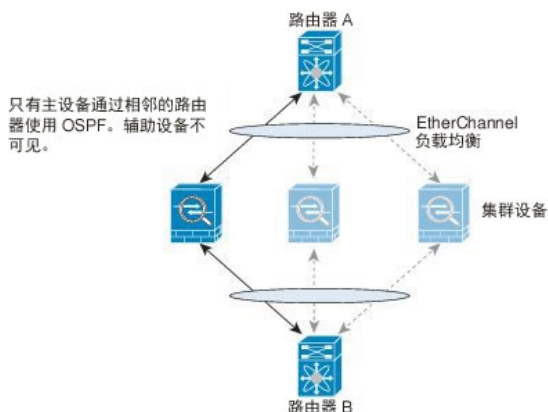 路由器 A
只有主设备通过相邻的路由
器使用 OSPF。辅助设备不
可见。
EtherChannel
负载均衡
集群设备
路由器 B